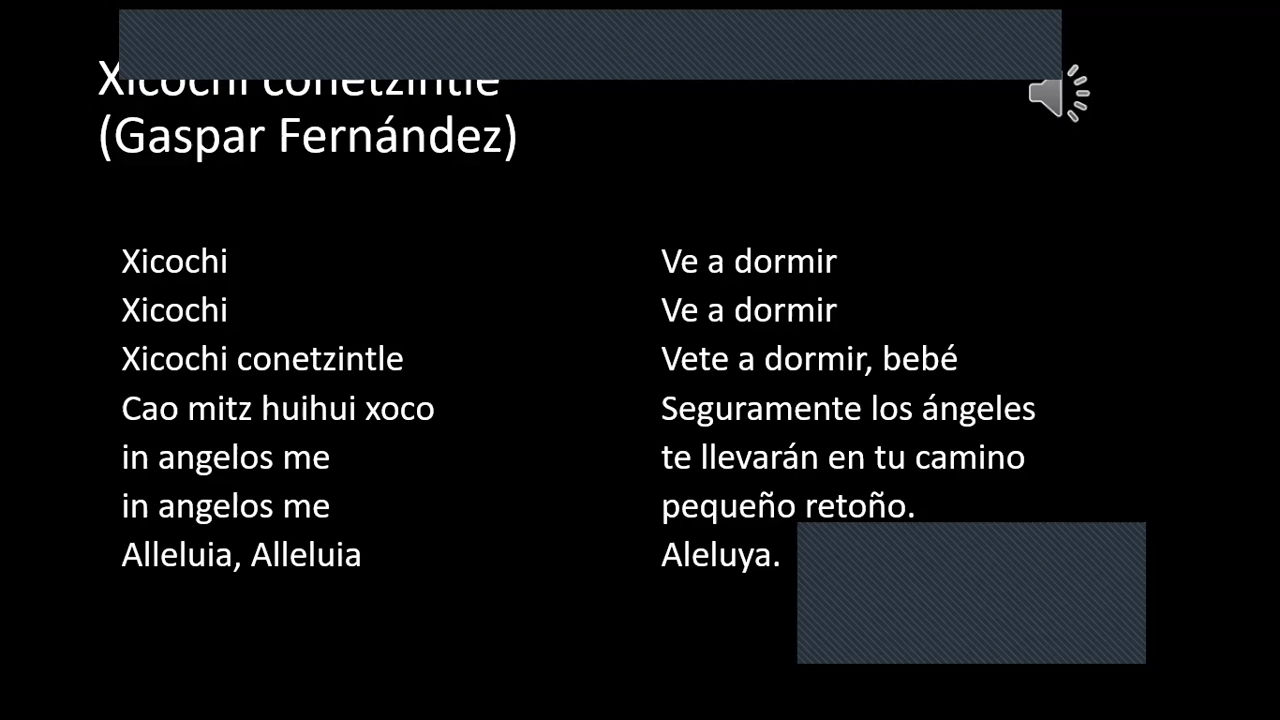 Xicochi conetzintle
(Gaspar Fernández)
Xicochi
Xicochi
Xicochi conetzintle
Cao mitz huihui xoco
in angelos me
in angelos me
Alleluia, Alleluia
Ve a dormir
Ve a dormir
Vete a dormir, bebé
Seguramente los ángeles
te llevarán en tu camino
pequeño retoño.
Aleluya.